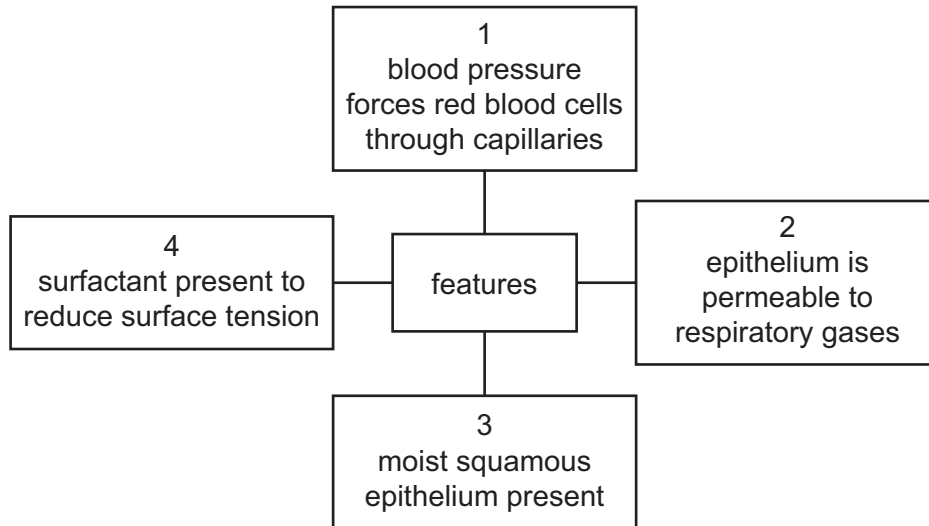 1
blood pressure
forces red blood cells
through capillaries
4
surfactant present to
reduce surface tension
features
2
epithelium is
permeable to
respiratory gases
3
moist squamous
epithelium present